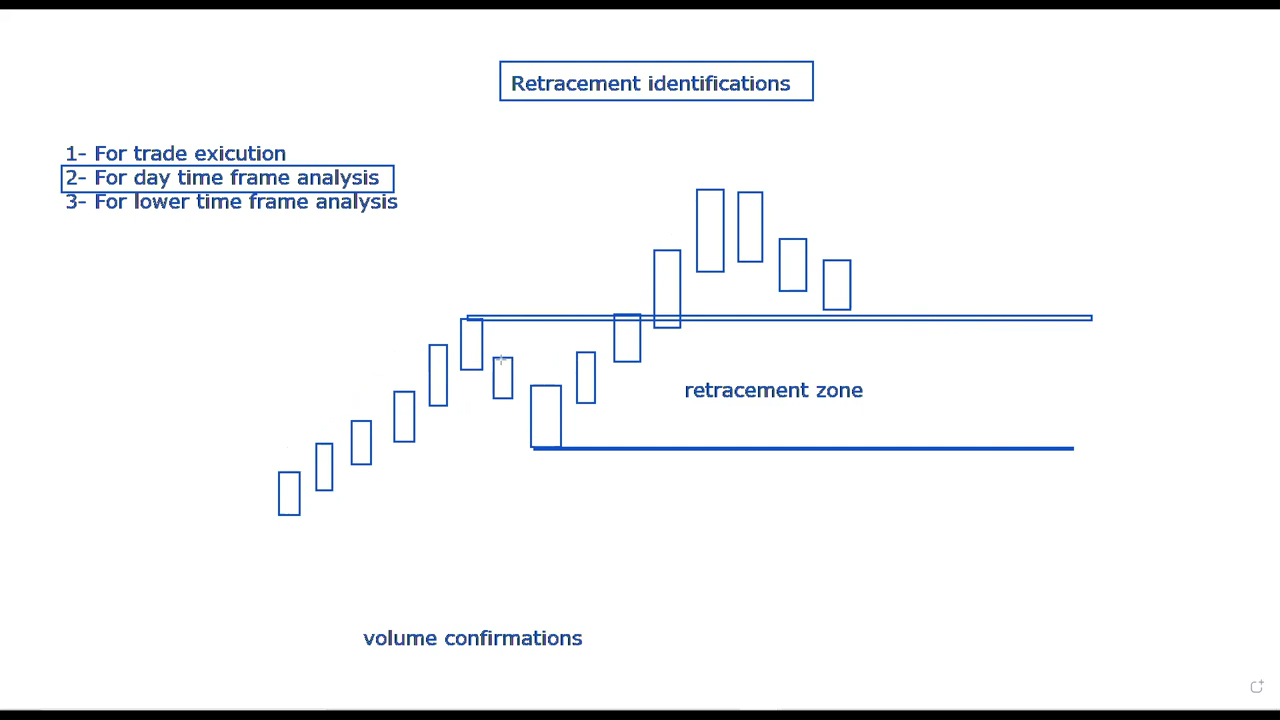 Retracement identifications
1- For trade exicution
2- For day time frame analysis
3- For lower time frame analysis
retracement zone
volume confirmations